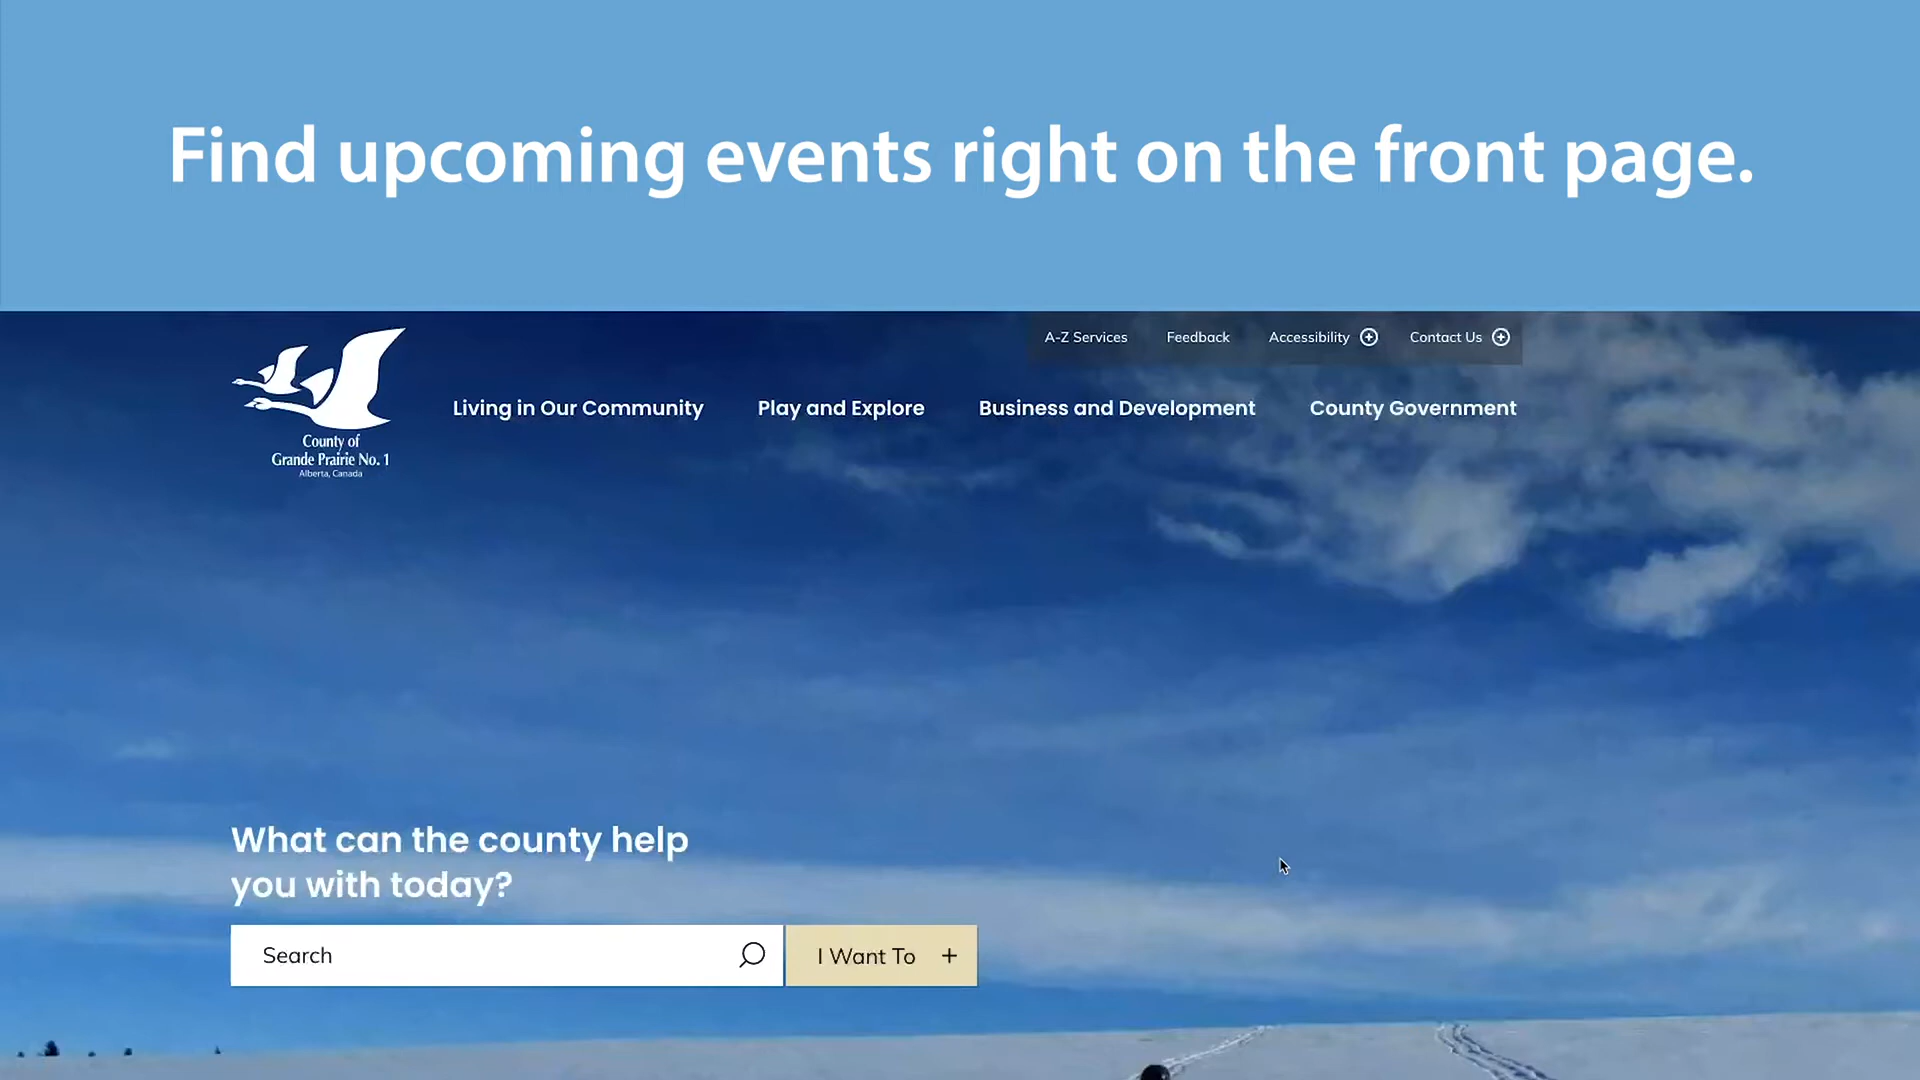 Find upcoming events right on the front page.
A-Z Services Feedback Accessibility Contact Us
Living in Our Community Play and Explore Business and Development County Government
County of
Grande Prairie No. 1
Alberta, Canada
What can the county help
you with today?
Search I Want To +